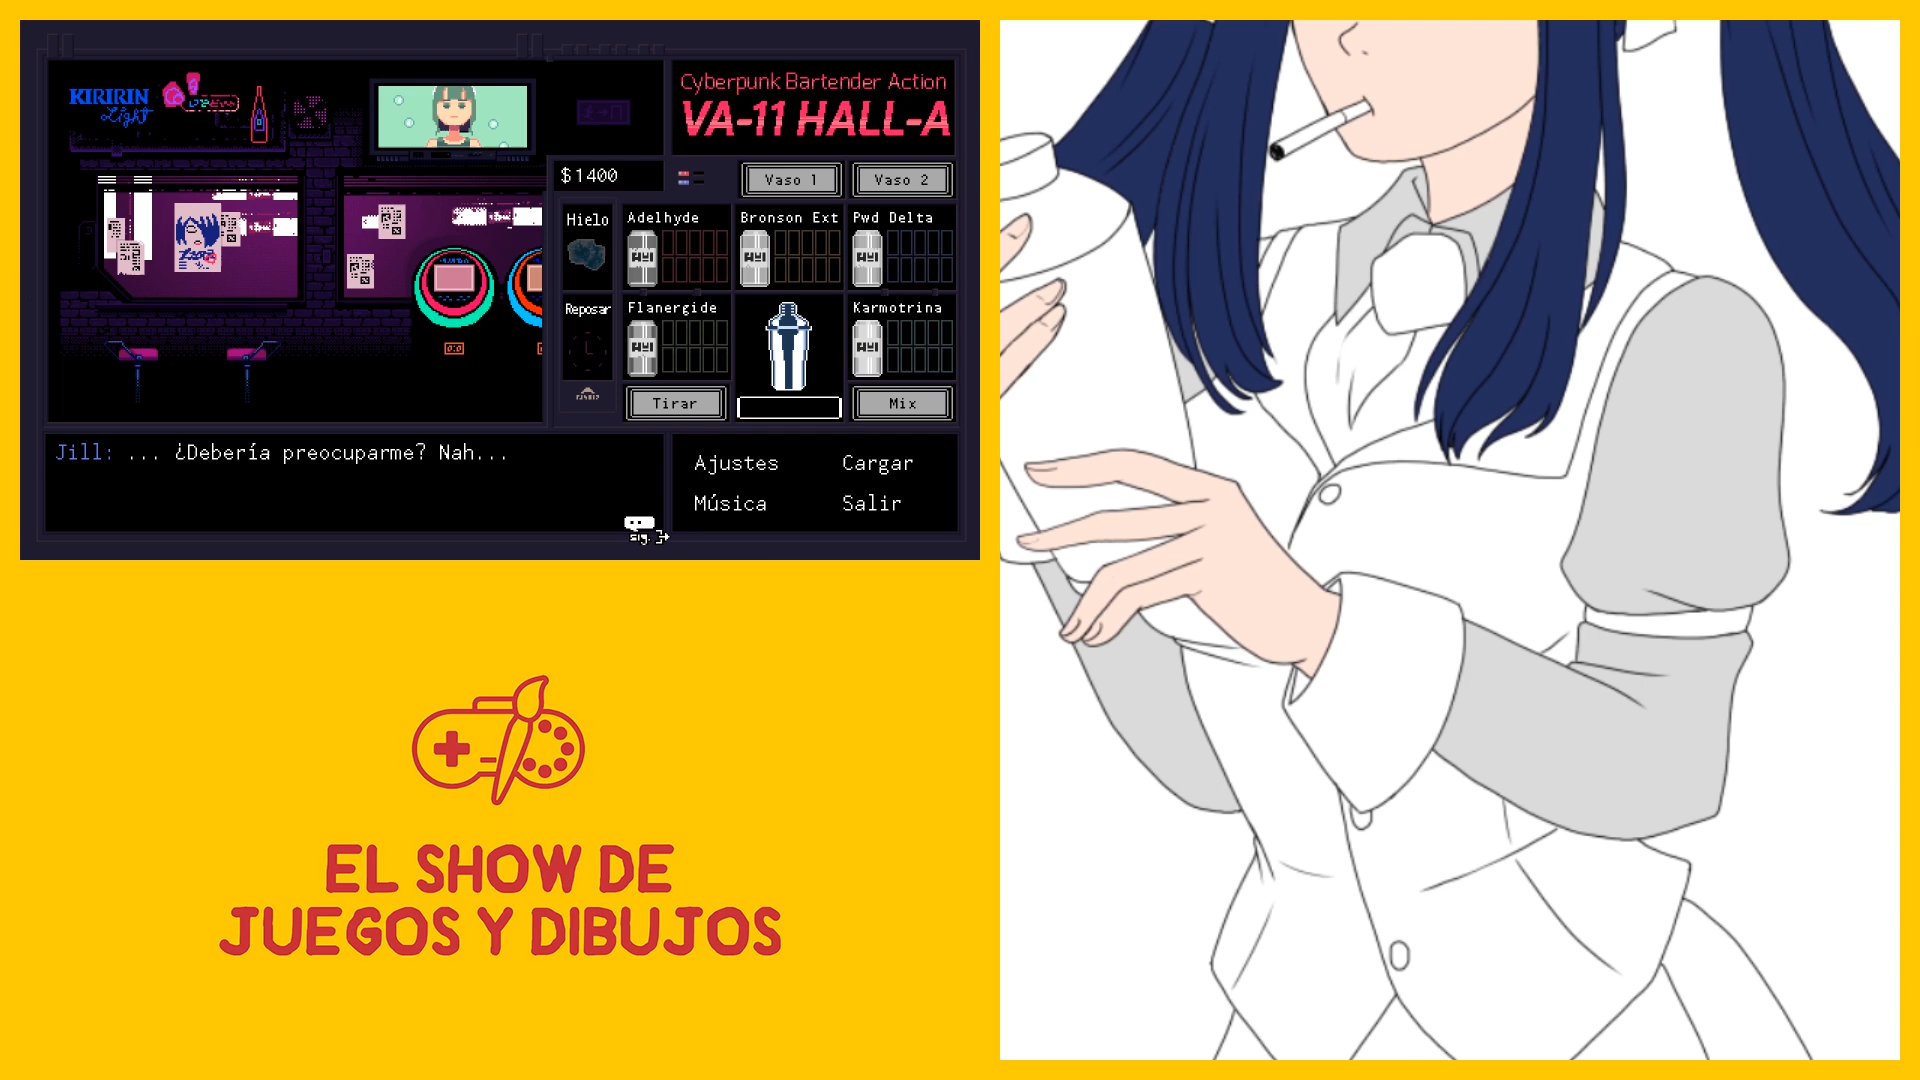 KIRIRIN
Light
Cyberpunk Bartender Action
VA-11 HALL-A
$1400
Vaso 1
Vaso 2
Hielo
Adelhyde
Bronson Ext
Pwd Delta
Reposar
Flanergide
Karmotrina
Tirar
Mix
Jill: ... ¿Debería preocuparme? Nah...
sig.
Ajustes
Cargar
Música
Salir
EL SHOW DE
JUEGOS Y DIBUJOS